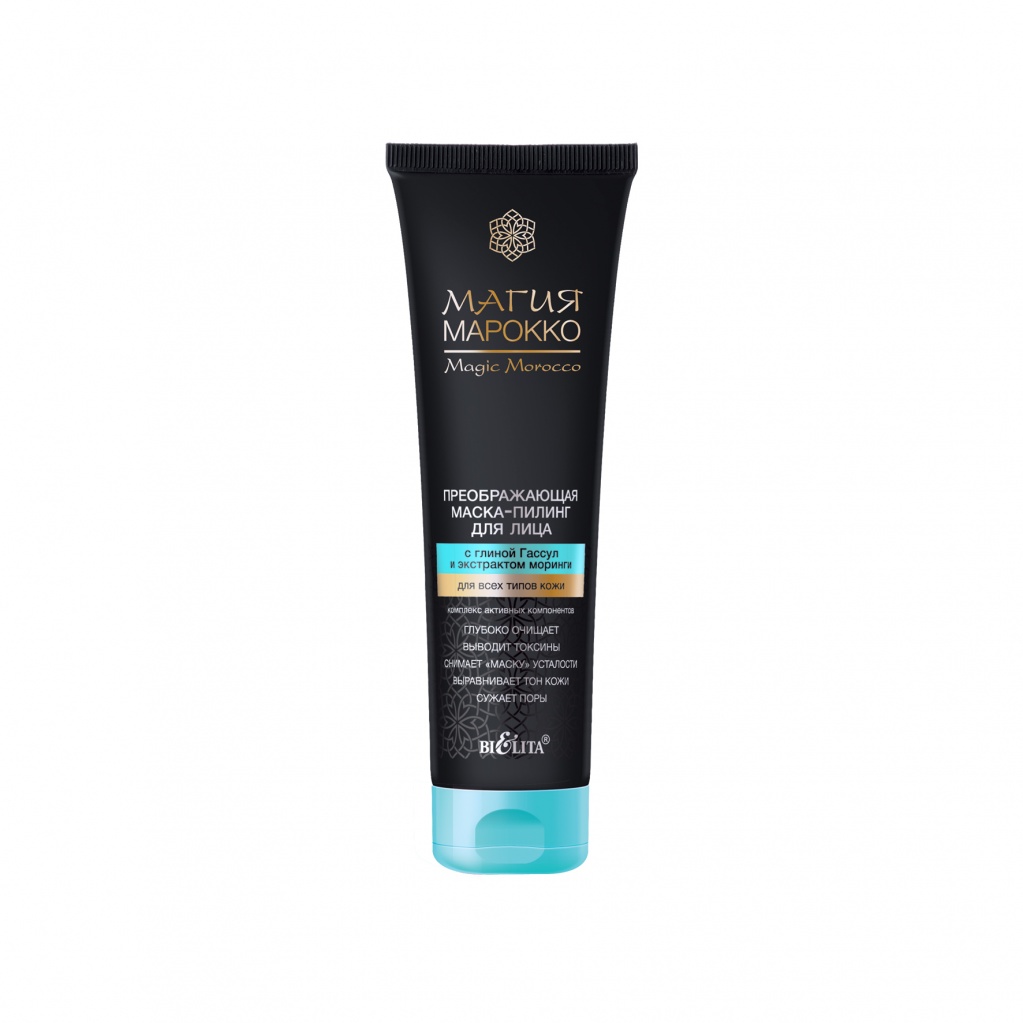 МАГИЯ
МАРОККО
Magic Morocco
ПРЕОБРАЖАЮЩАЯ
МАСКА-ПИЛИНГ
ДЛЯ ЛИЦА
с глиной Гассул
и экстрактом моринги
для всех типов кожи
комплекс активных компонентов
ГЛУБОКО ОЧИЩАЕТ
ВЫВОДИТ ТОКСИНЫ
СНИМАЕТ «МАСКУ» УСТАЛОСТИ
ВЫРАВНИВАЕТ ТОН КОЖИ
СУЖАЕТ ПОРЫ
BIELITA®